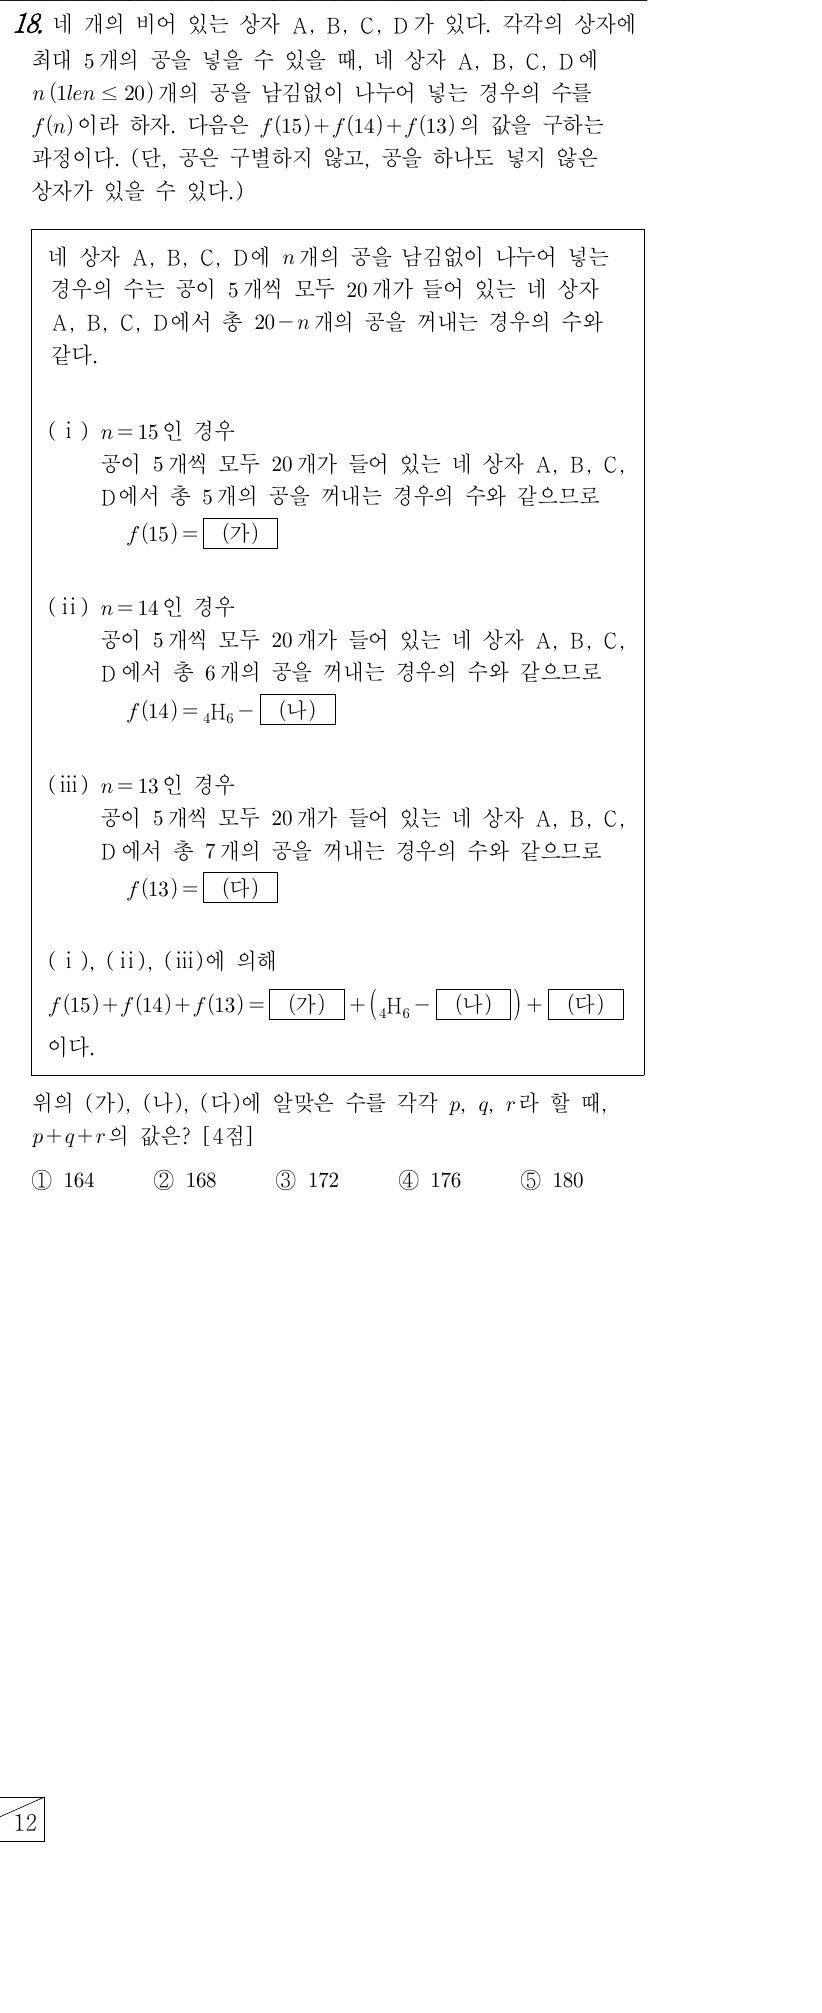 18. 네 개의 비어 있는 상자 A, B, C, D가 있다. 각각의 상자에
최대 5개의 공을 넣을 수 있을 때, 네 상자 A, B, C, D에
n(1len ≤ 20)개의 공을 남김없이 나누어 넣는 경우의 수를
f(n)이라 하자. 다음은 f(15)+f(14)+f(13)의 값을 구하는
과정이다. (단, 공은 구별하지 않고, 공을 하나도 넣지 않은
상자가 있을 수 있다.)
네 상자 A, B, C, D에 n개의 공을 남김없이 나누어 넣는
경우의 수는 공이 5개씩 모두 20개가 들어 있는 네 상자
A, B, C, D에서 총 20-n개의 공을 꺼내는 경우의 수와
같다.
(ⅰ) n=15인 경우
공이 5개씩 모두 20개가 들어 있는 네 상자 A, B, C,
D에서 총 5개의 공을 꺼내는 경우의 수와 같으므로
f(15)= (가)
(ⅱ) n=14인 경우
공이 5개씩 모두 20개가 들어 있는 네 상자 A, B, C,
D에서 총 6개의 공을 꺼내는 경우의 수와 같으므로
f(14)=₄H₆- (나)
(ⅲ) n=13인 경우
공이 5개씩 모두 20개가 들어 있는 네 상자 A, B, C,
D에서 총 7개의 공을 꺼내는 경우의 수와 같으므로
f(13)= (다)
(ⅰ), (ⅱ), (ⅲ)에 의해
f(15)+f(14)+f(13)= (가) +(₄H₆- (나) )+ (다)
이다.
위의 (가), (나), (다)에 알맞은 수를 각각 p, q, r라 할 때,
p+q+r의 값은? [4점]
① 164 ② 168 ③ 172 ④ 176 ⑤ 180
12